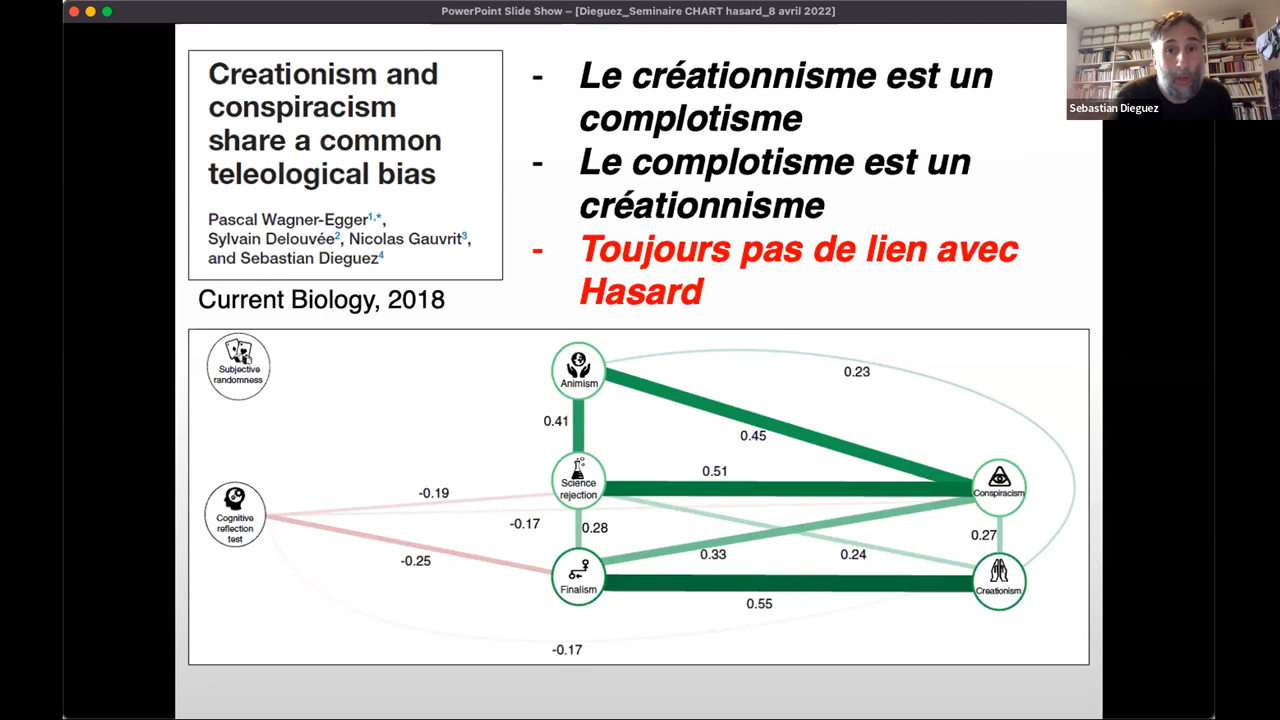 PowerPoint Slide Show – [Dieguez_Seminaire CHART hasard_8 avril 2022]
Sebastian Dieguez
Creationism and
conspiracism
share a common
teleological bias
Pascal Wagner-Egger1,*,
Sylvain Delouvée2, Nicolas Gauvrit3,
and Sebastian Dieguez4
Current Biology, 2018
- Le créationnisme est un
complotisme
- Le complotisme est un
créationnisme
- Toujours pas de lien avec
Hasard
Subjective
randomness
Animism
0.23
0.41
0.45
Science
rejection
0.51
Conspiracism
-0.19
Cognitive
reflection
test
-0.17
0.28
0.27
-0.25
0.33
0.24
Finalism
Creationism
0.55
-0.17